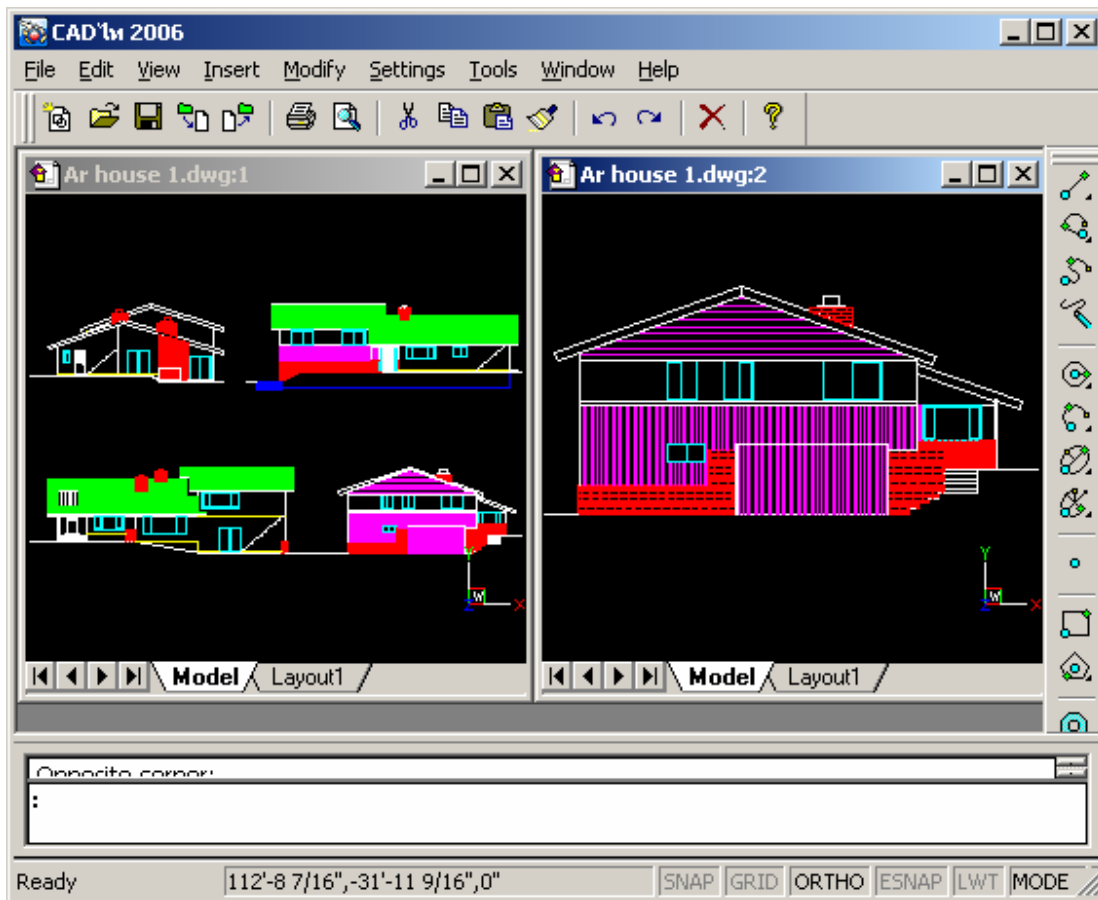 CAD ไท 2006
File Edit View Insert Modify Settings Tools Window Help
Ar house 1.dwg:1
Ar house 1.dwg:2
Y
W
Z
X
Y
W
Z
X
Model Layout1
Model Layout1
Opposite corner:
:
Ready 112'-8 7/16",-31'-11 9/16",0" SNAP GRID ORTHO ESNAP LWT MODE